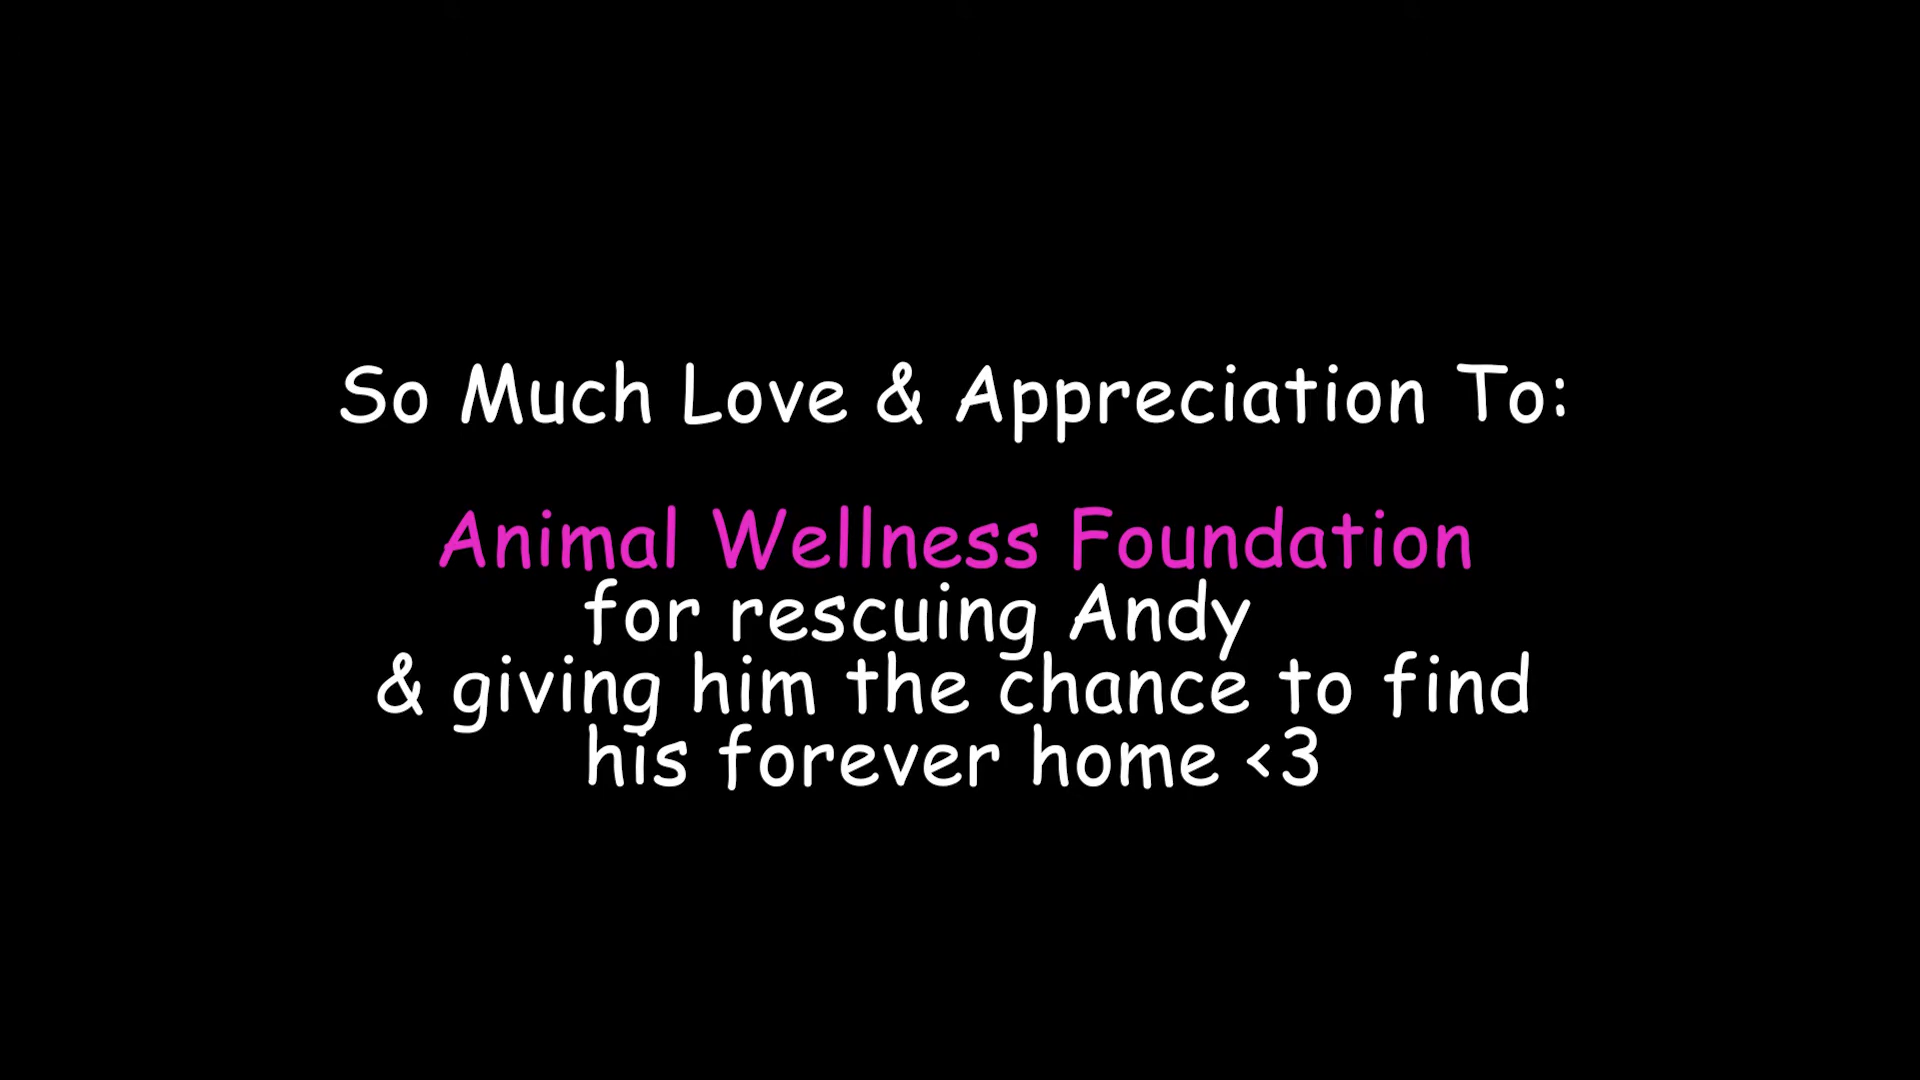 So Much Love & Appreciation To:
Animal Wellness Foundation
for rescuing Andy
& giving him the chance to find
his forever home <3